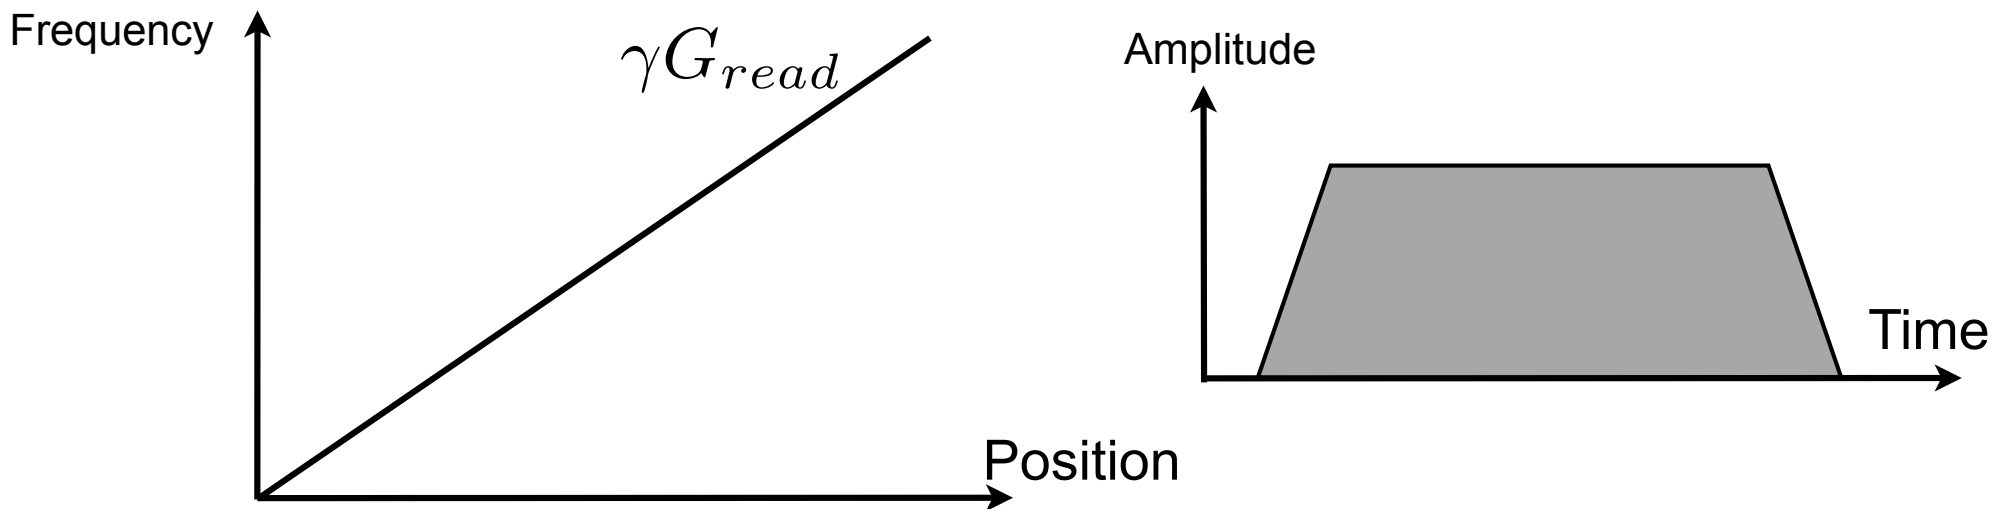 Frequency
γG_read
Position
Amplitude
Time